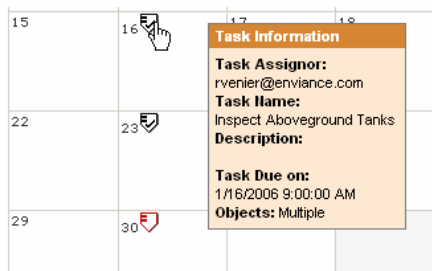 15
16
17
18
Task Information
Task Assignor:
rvenier@enviance.com
Task Name:
Inspect Aboveground Tanks
Description:
Task Due on:
1/16/2006 9:00:00 AM
Objects: Multiple
22
23
29
30